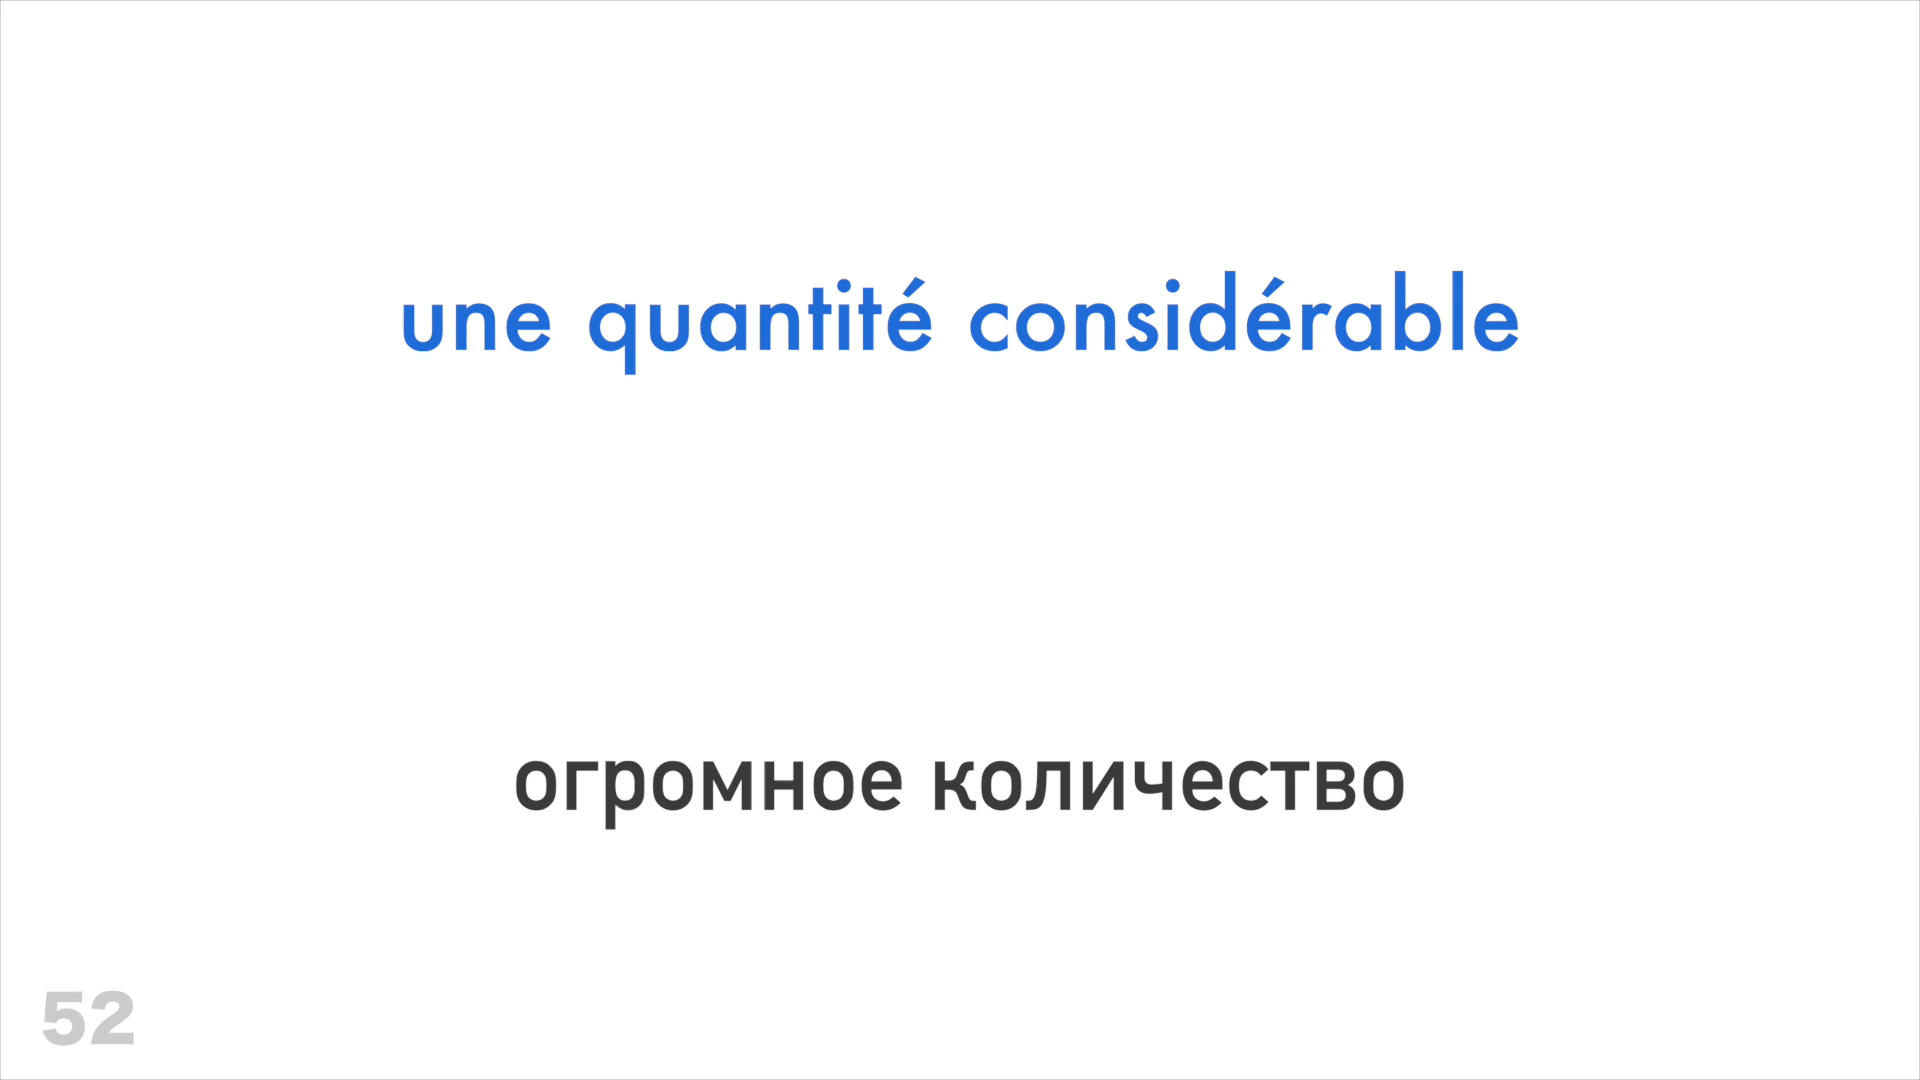 une quantité considérable
огромное количество
52